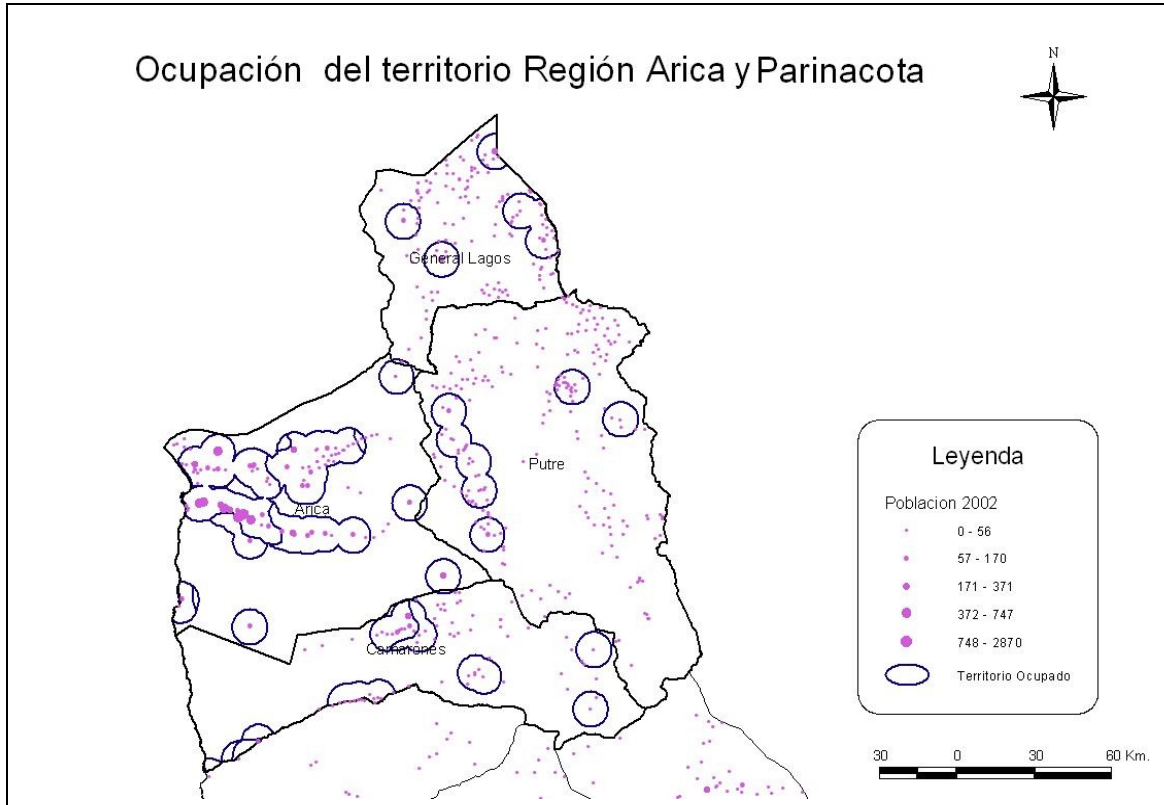 Ocupación del territorio Región Arica y Parinacota
N
General Lagos
Putre
Arica
Camarones
Leyenda
Poblacion 2002
0 - 56
57 - 170
171 - 371
372 - 747
748 - 2870
Territorio Ocupado
30 0 30 60 Km.